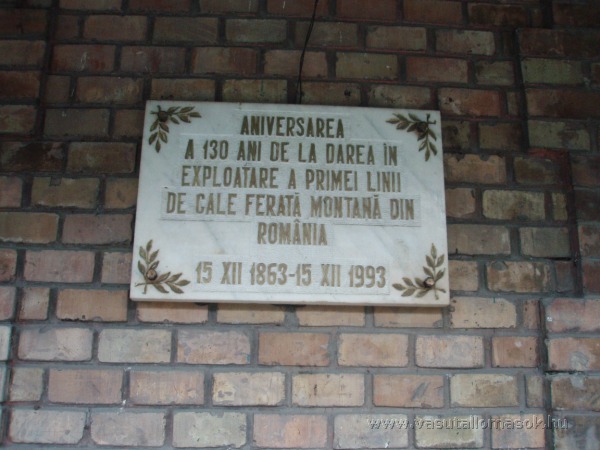 ANIVERSAREA
A 130 ANI DE LA DAREA ÎN
EXPLOATARE A PRIMEI LINII
DE CALE FERATĂ MONTANĂ DIN
ROMÂNIA
15 XII 1863-15 XII 1993
www.vasutallomasok.hu